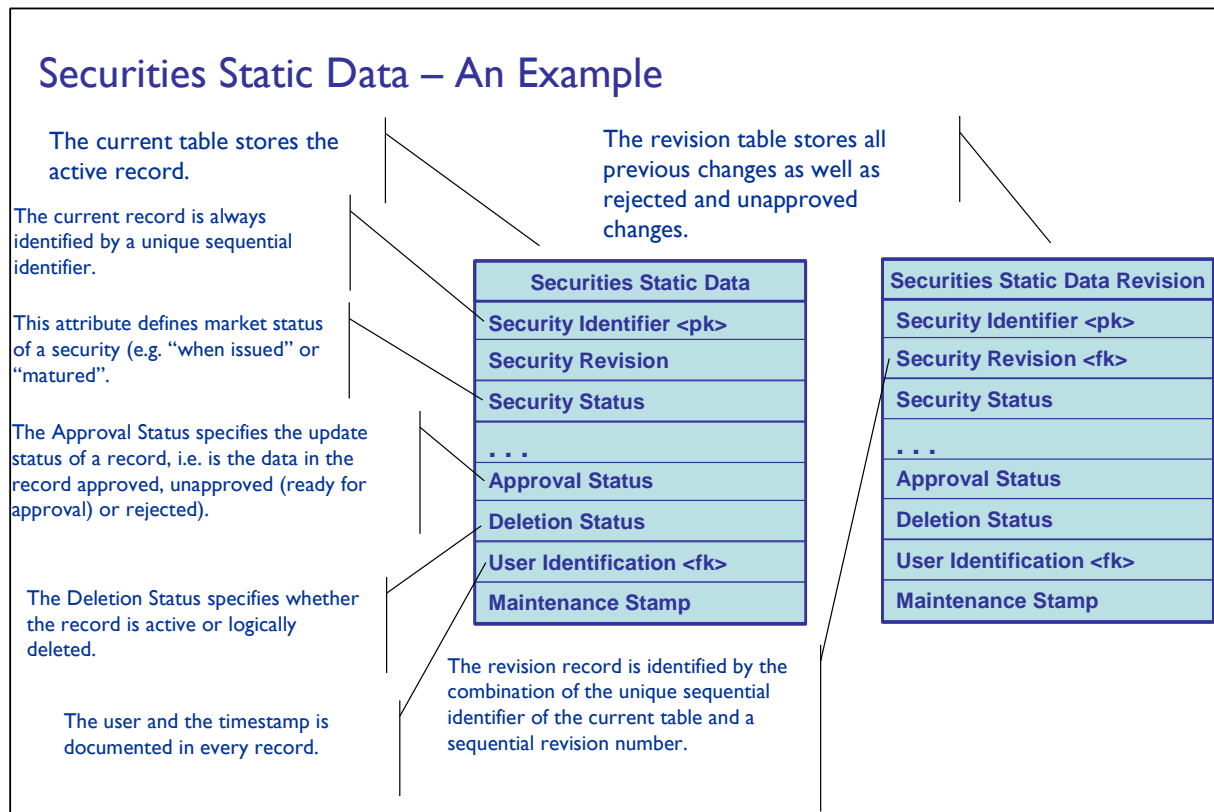 Securities Static Data – An Example
The current table stores the
active record.
The revision table stores all
previous changes as well as
rejected and unapproved
changes.
The current record is always
identified by a unique sequential
identifier.
This attribute defines market status
of a security (e.g. “when issued” or
“matured”.
The Approval Status specifies the update
status of a record, i.e. is the data in the
record approved, unapproved (ready for
approval) or rejected).
The Deletion Status specifies whether
the record is active or logically
deleted.
The user and the timestamp is
documented in every record.
Securities Static Data
Security Identifier <pk>
Security Revision
Security Status
. . .
Approval Status
Deletion Status
User Identification <fk>
Maintenance Stamp
The revision record is identified by the
combination of the unique sequential
identifier of the current table and a
sequential revision number.
Securities Static Data Revision
Security Identifier <pk>
Security Revision <fk>
Security Status
. . .
Approval Status
Deletion Status
User Identification <fk>
Maintenance Stamp